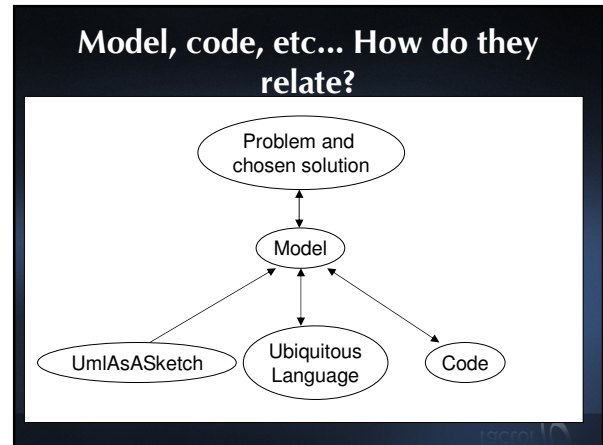 Model, code, etc... How do they
relate?
Problem and
chosen solution
Model
UmlAsASketch
Ubiquitous
Language
Code